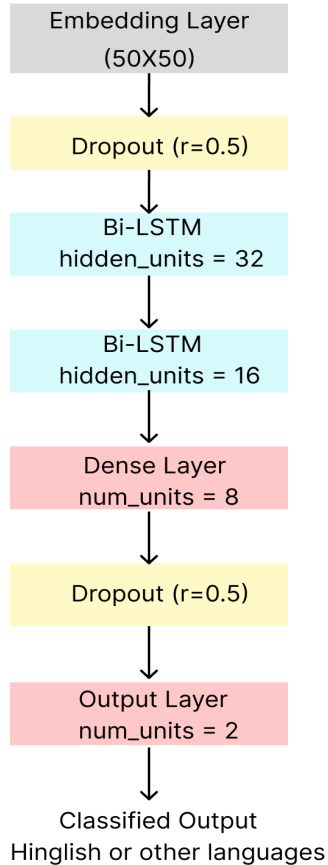 Embedding Layer
(50X50)
Dropout (r=0.5)
Bi-LSTM
hidden_units = 32
Bi-LSTM
hidden_units = 16
Dense Layer
num_units = 8
Dropout (r=0.5)
Output Layer
num_units = 2
Classified Output
Hinglish or other languages